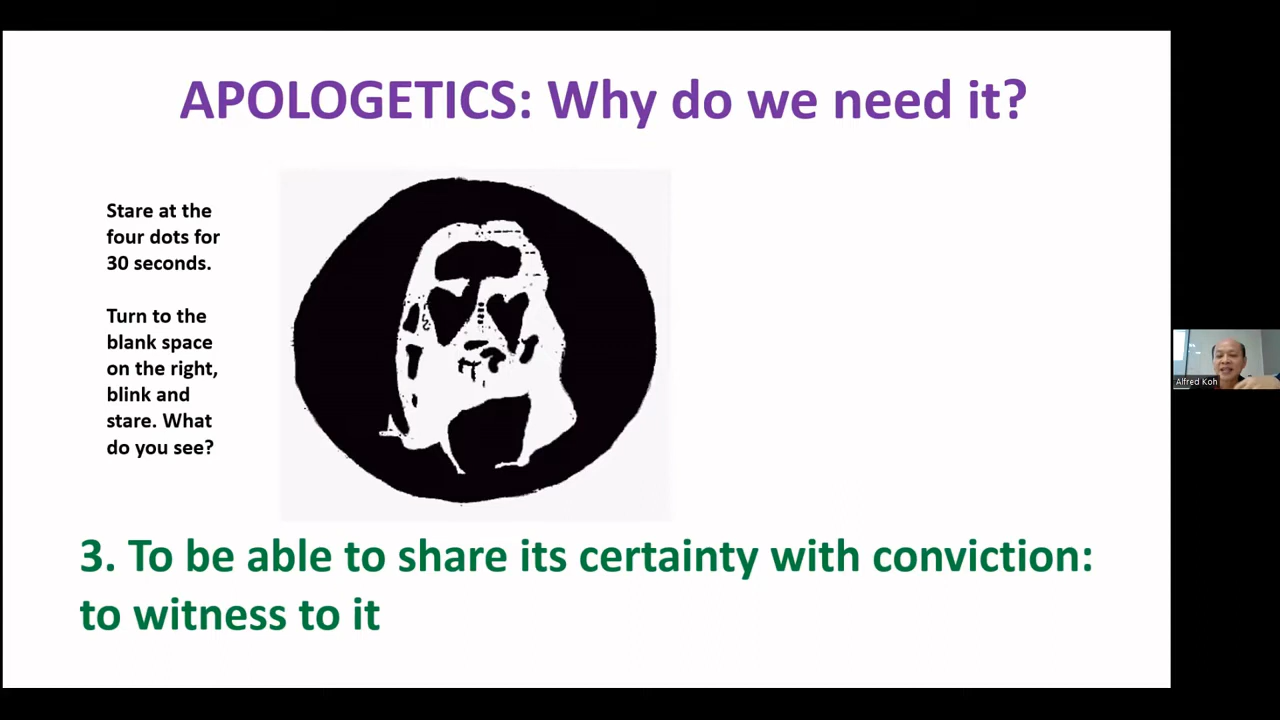 APOLOGETICS: Why do we need it?
Stare at the
four dots for
30 seconds.
Turn to the
blank space
on the right,
blink and
stare. What
do you see?
3. To be able to share its certainty with conviction:
to witness to it
Alfred Koh